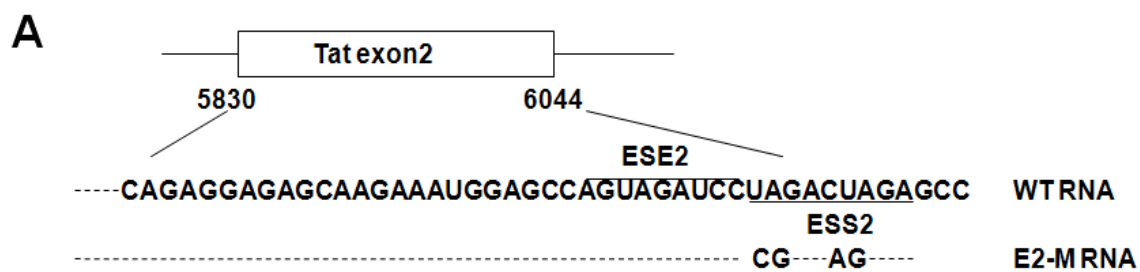 A
Tat exon2
5830 6044
ESE2
-----CAGAGGAGAGCAAGAAAUGGAGCCAGUAGAUCCUAGACUAGAGCC WT RNA
ESS2
CG----AG----- E2-M RNA